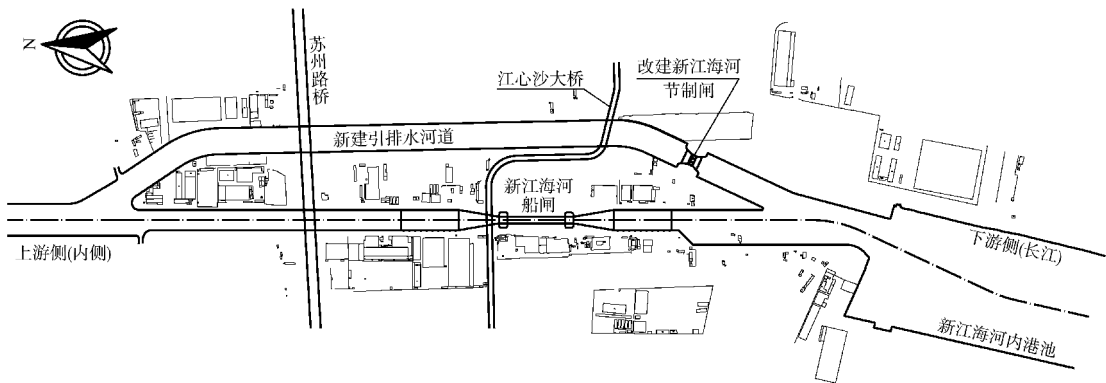 N
苏州路桥
江心沙大桥
改建新江海河
节制闸
新建引排水河道
新江海河
船闸
上游侧(内侧)
下游侧(长江)
新江海河内港池